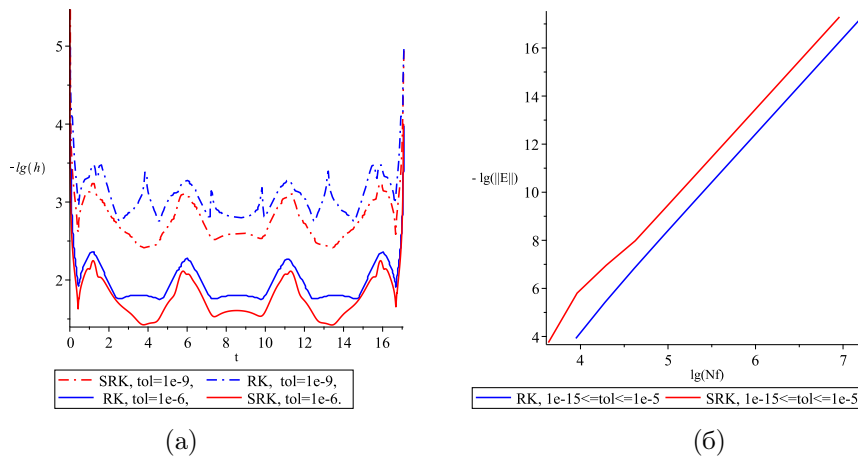 5
4
- lg(h)
3
2
0 2 4 6 8 10 12 14 16
t
SRK, tol=1e-9, RK, tol=1e-9,
RK, tol=1e-6, SRK, tol=1e-6.
(а)
16
14
12
- lg(||E||)
10
8
6
4
4 5 6 7
lg(Nf)
RK, 1e-15<=tol<=1e-5 SRK, 1e-15<=tol<=1e-5
(б)